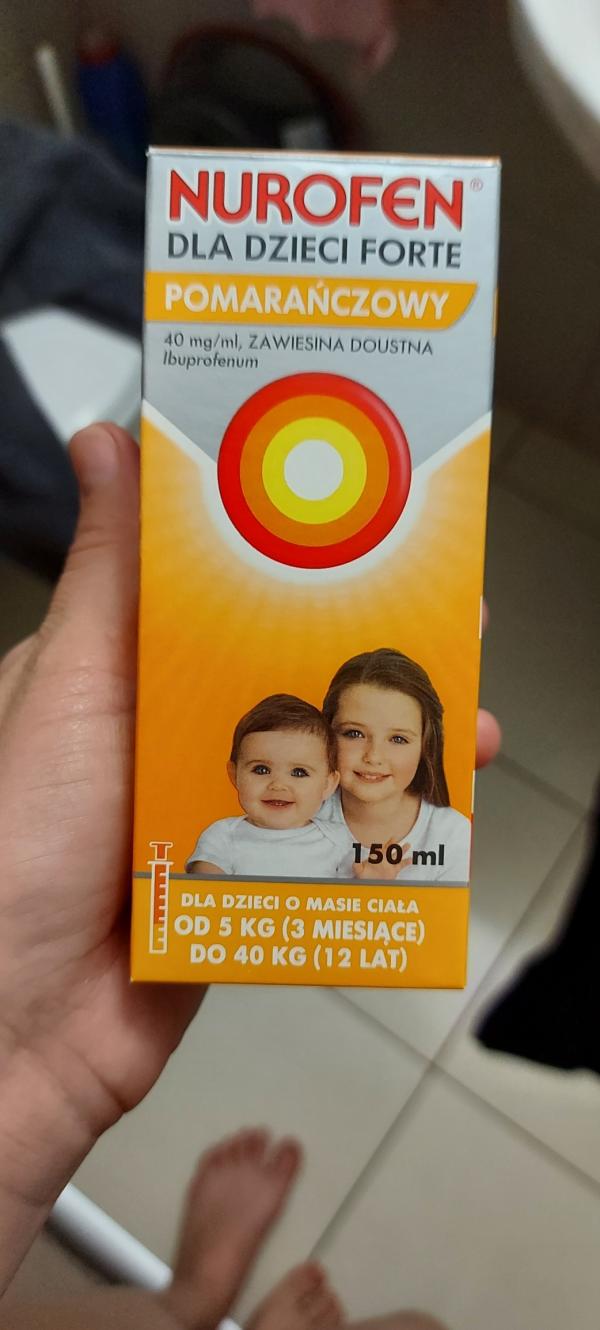 NUROFEN®
DLA DZIECI FORTE
POMARAŃCZOWY
40 mg/ml, ZAWIESINA DOUSTNA
Ibuprofenum
150 ml
DLA DZIECI O MASIE CIAŁA
OD 5 KG (3 MIESIĄCE)
DO 40 KG (12 LAT)